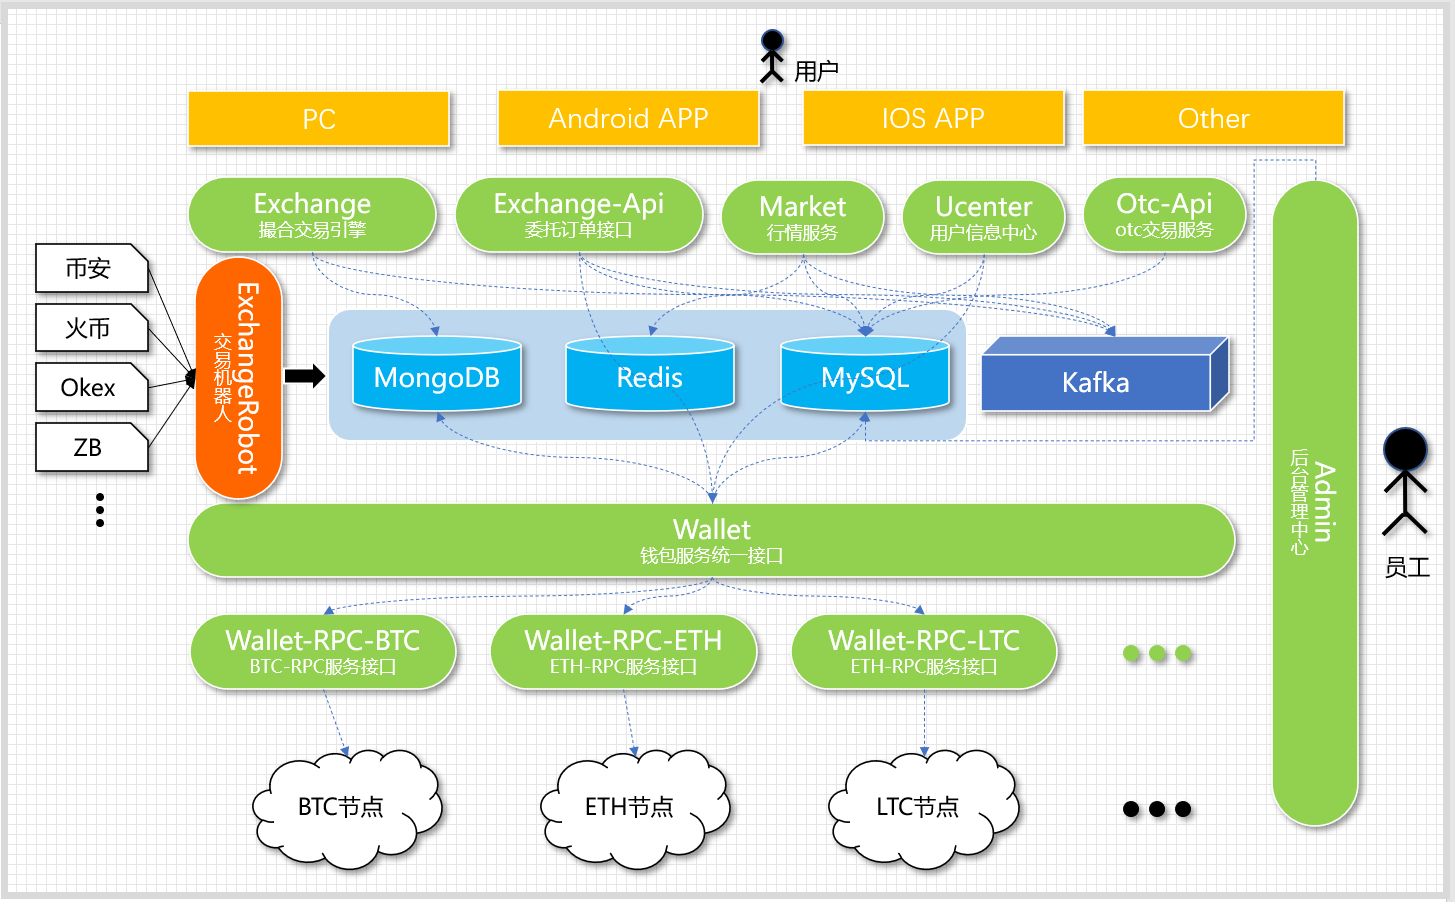 用户
PC
Android APP
IOS APP
Other
Exchange
撮合交易引擎
Exchange-Api
委托订单接口
Market
行情服务
Ucenter
用户信息中心
Otc-Api
otc交易服务
币安
火币
Okex
ZB
ExchangeRobot
交易机器人
MongoDB
Redis
MySQL
Kafka
Admin
后台管理中心
员工
Wallet
钱包服务统一接口
Wallet-RPC-BTC
BTC-RPC服务接口
Wallet-RPC-ETH
ETH-RPC服务接口
Wallet-RPC-LTC
ETH-RPC服务接口
BTC节点
ETH节点
LTC节点